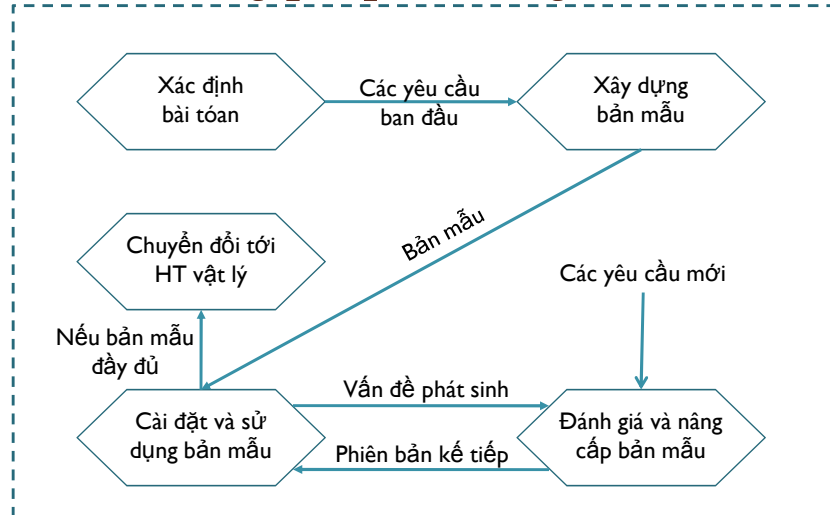 Xác định
bài tóan
Các yêu cầu
ban đầu
Xây dựng
bản mẫu
Bản mẫu
Chuyển đổi tới
HT vật lý
Các yêu cầu mới
Nếu bản mẫu
đầy đủ
Vấn đề phát sinh
Cài đặt và sử
dụng bản mẫu
Đánh giá và nâng
cấp bản mẫu
Phiên bản kế tiếp